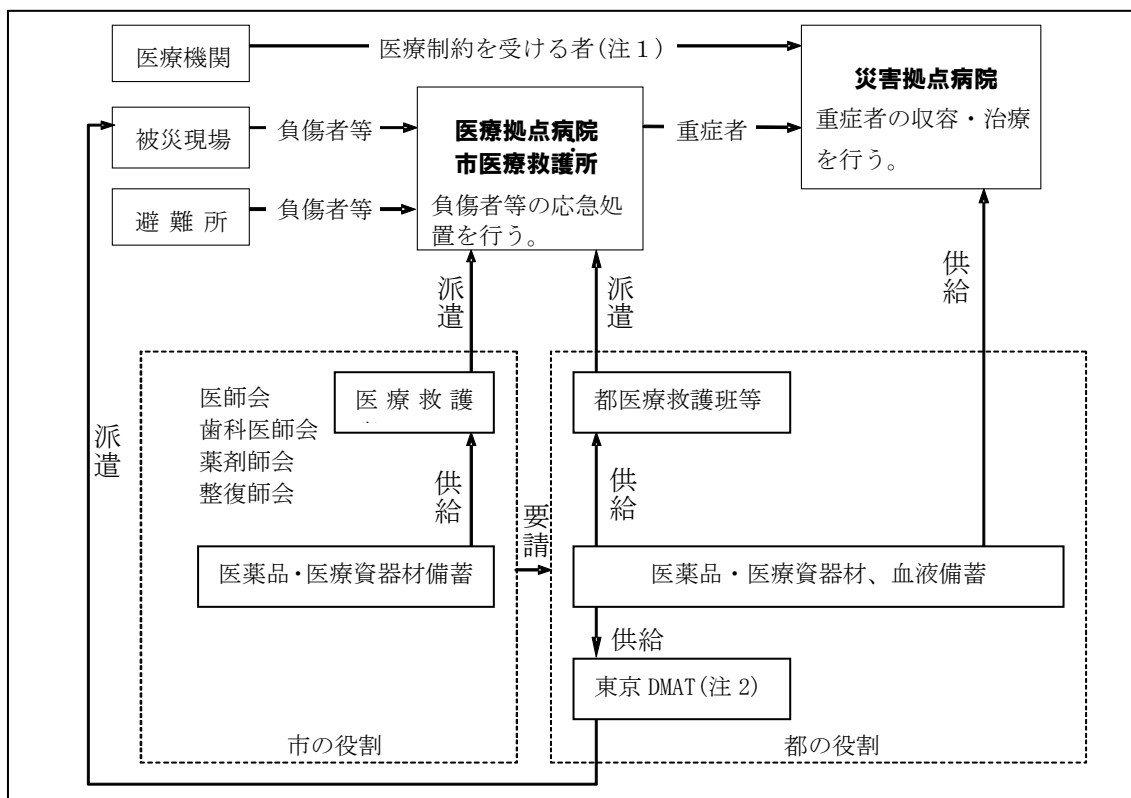 医療機関
医療制約を受ける者(注１)
災害拠点病院
重症者の収容・治療
を行う。
被災現場
負傷者等
医療拠点病院
市医療救護所
負傷者等の応急処
置を行う。
重症者
避 難 所
負傷者等
派遣
派遣
供給
医師会
歯科医師会
薬剤師会
整復師会
医 療 救 護
都医療救護班等
派遣
供給
供給
要請
医薬品・医療資器材備蓄
医薬品・医療資器材、血液備蓄
供給
東京 DMAT(注 2)
市の役割
都の役割